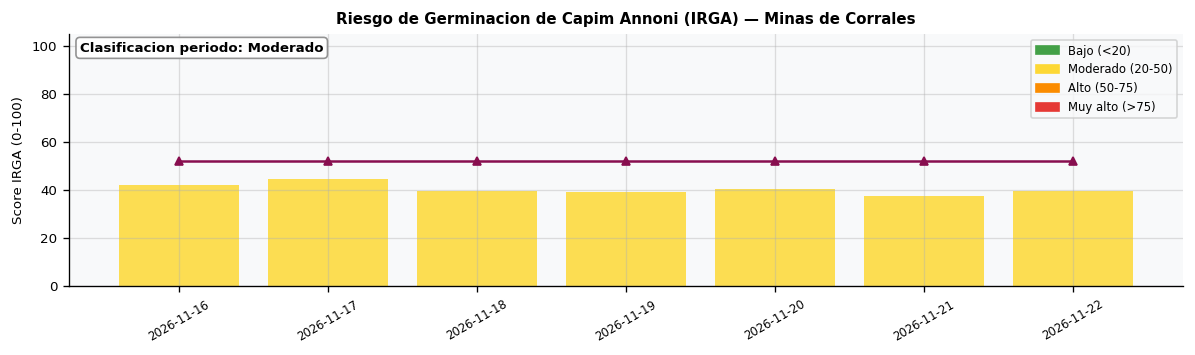 Riesgo de Germinacion de Capim Annoni (IRGA) — Minas de Corrales
Clasificacion periodo: Moderado
Bajo (<20)
Moderado (20-50)
Alto (50-75)
Muy alto (>75)
Score IRGA (0-100)
100
80
60
40
20
0
2026-11-16
2026-11-17
2026-11-18
2026-11-19
2026-11-20
2026-11-21
2026-11-22